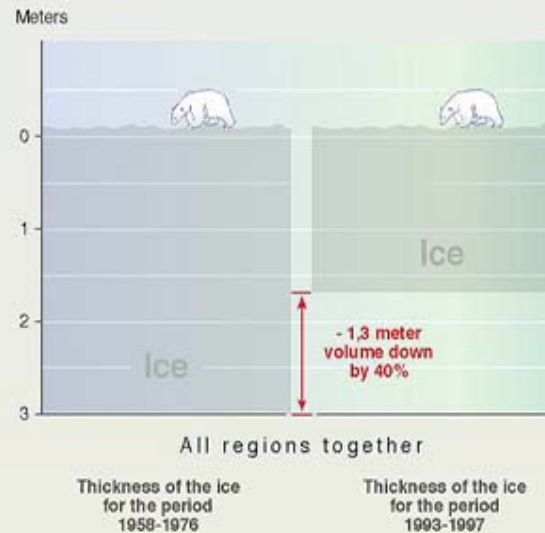 Meters
0
1
Ice
2
- 1,3 meter
volume down
by 40%
Ice
3
All regions together
Thickness of the ice
for the period
1958-1976
Thickness of the ice
for the period
1993-1997